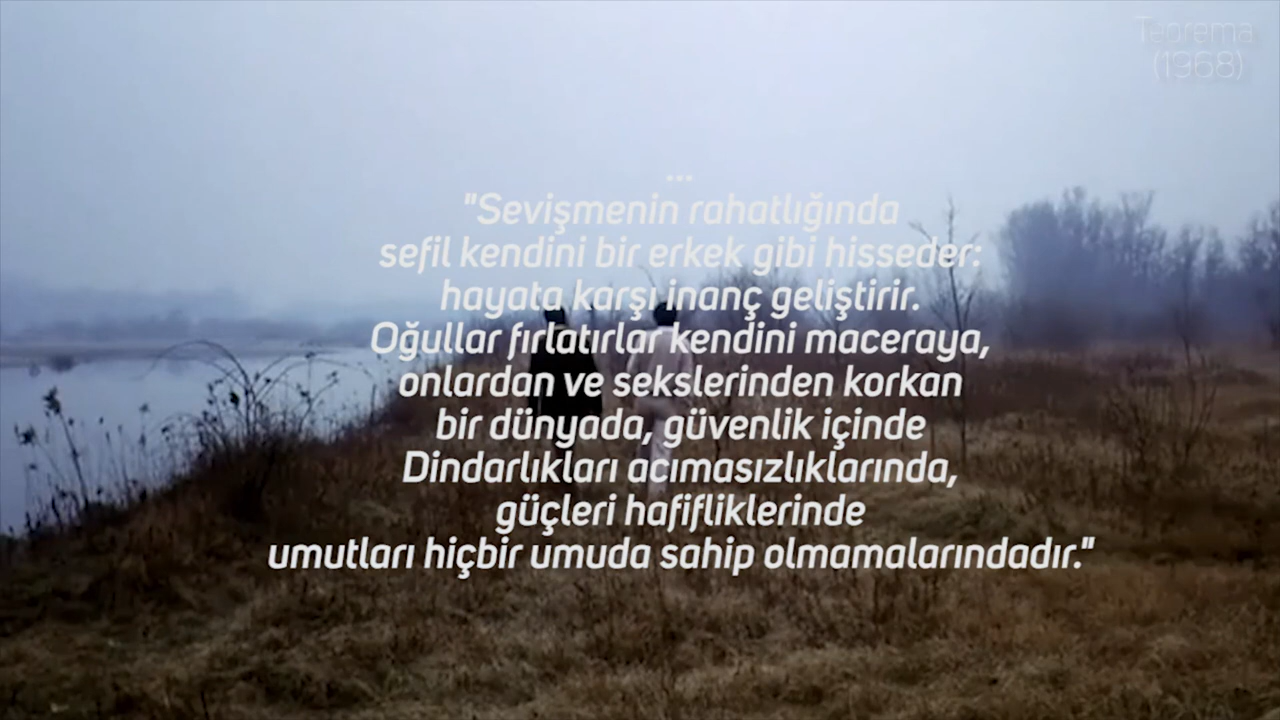 Teorema
(1968)
...
"Sevişmenin rahatlığında
sefil kendini bir erkek gibi hisseder:
hayata karşı inanç geliştirir.
Oğullar fırlatırlar kendini maceraya,
onlardan ve sekslerinden korkan
bir dünyada, güvenlik içinde
Dindarlıkları acımasızlıklarında,
güçleri hafifliklerinde
umutları hiçbir umuda sahip olmamalarındadır."